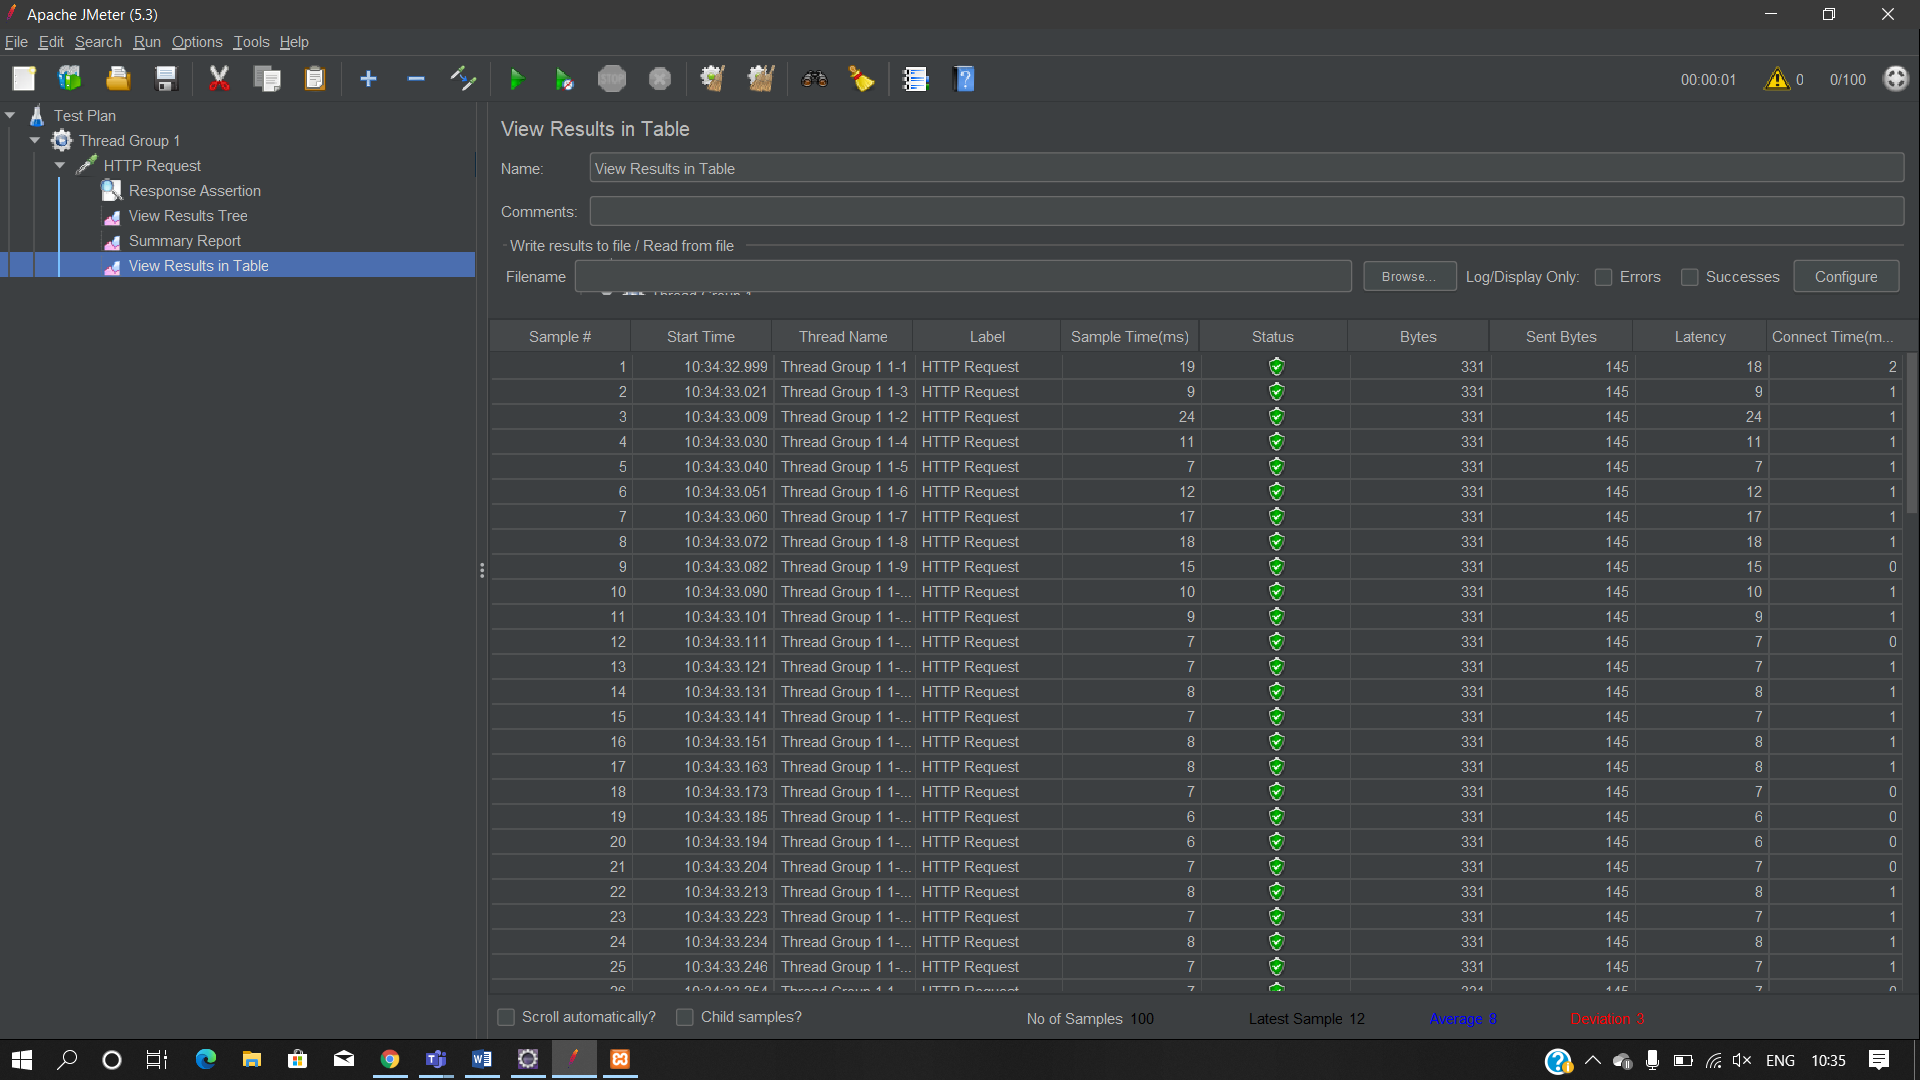 Apache JMeter (5.3)
File Edit Search Run Options Tools Help
STOP
00:00:01 0 0/100
Test Plan
Thread Group 1
HTTP Request
Response Assertion
View Results Tree
Summary Report
View Results in Table
View Results in Table
Name: View Results in Table
Comments:
Write results to file / Read from file
Filename Browse... Log/Display Only: Errors Successes Configure
Sample # Start Time Thread Name Label Sample Time(ms) Status Bytes Sent Bytes Latency Connect Time(m...
1 10:34:32.999 Thread Group 1 1-1 HTTP Request 19 331 145 18 2
2 10:34:33.021 Thread Group 1 1-3 HTTP Request 9 331 145 9 1
3 10:34:33.009 Thread Group 1 1-2 HTTP Request 24 331 145 24 1
4 10:34:33.030 Thread Group 1 1-4 HTTP Request 11 331 145 11 1
5 10:34:33.040 Thread Group 1 1-5 HTTP Request 7 331 145 7 1
6 10:34:33.051 Thread Group 1 1-6 HTTP Request 12 331 145 12 1
7 10:34:33.060 Thread Group 1 1-7 HTTP Request 17 331 145 17 1
8 10:34:33.072 Thread Group 1 1-8 HTTP Request 18 331 145 18 1
9 10:34:33.082 Thread Group 1 1-9 HTTP Request 15 331 145 15 0
10 10:34:33.090 Thread Group 1 1-... HTTP Request 10 331 145 10 1
11 10:34:33.101 Thread Group 1 1-... HTTP Request 9 331 145 9 1
12 10:34:33.111 Thread Group 1 1-... HTTP Request 7 331 145 7 0
13 10:34:33.121 Thread Group 1 1-... HTTP Request 7 331 145 7 1
14 10:34:33.131 Thread Group 1 1-... HTTP Request 8 331 145 8 1
15 10:34:33.141 Thread Group 1 1-... HTTP Request 7 331 145 7 1
16 10:34:33.151 Thread Group 1 1-... HTTP Request 8 331 145 8 1
17 10:34:33.163 Thread Group 1 1-... HTTP Request 8 331 145 8 1
18 10:34:33.173 Thread Group 1 1-... HTTP Request 7 331 145 7 0
19 10:34:33.185 Thread Group 1 1-... HTTP Request 6 331 145 6 0
20 10:34:33.194 Thread Group 1 1-... HTTP Request 6 331 145 6 0
21 10:34:33.204 Thread Group 1 1-... HTTP Request 7 331 145 7 0
22 10:34:33.213 Thread Group 1 1-... HTTP Request 8 331 145 8 1
23 10:34:33.223 Thread Group 1 1-... HTTP Request 7 331 145 7 1
24 10:34:33.234 Thread Group 1 1-... HTTP Request 8 331 145 8 1
25 10:34:33.246 Thread Group 1 1-... HTTP Request 7 331 145 7 1
Scroll automatically? Child samples? No of Samples 100 Latest Sample 12 Average 8 Deviation 3
ENG 10:35